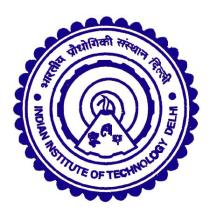 भारतीय प्रौद्योगिकी संस्थान दिल्ली
INDIAN INSTITUTE OF TECHNOLOGY DELHI